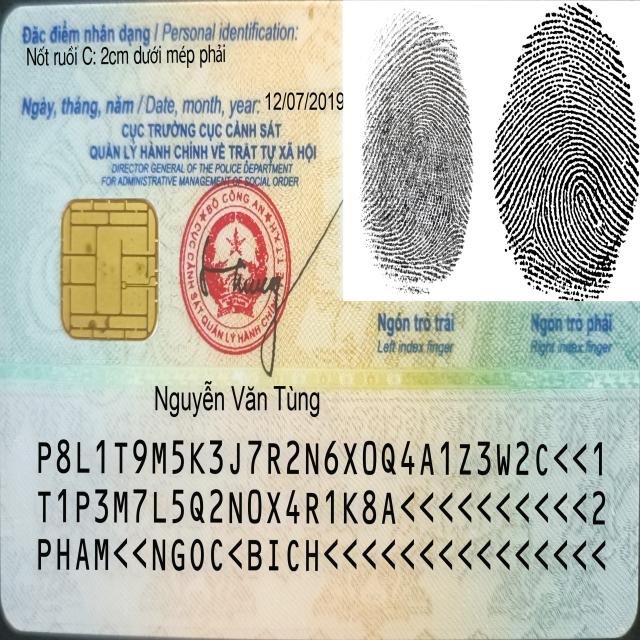 Đặc điểm nhân dạng / Personal identification:
Nốt ruồi C: 2cm dưới mép phải
Ngày, tháng, năm / Date, month, year: 12/07/2019
CỤC TRƯỞNG CỤC CẢNH SÁT
QUẢN LÝ HÀNH CHÍNH VỀ TRẬT TỰ XÃ HỘI
DIRECTOR GENERAL OF THE POLICE DEPARTMENT
FOR ADMINISTRATIVE MANAGEMENT OF SOCIAL ORDER
BỘ CÔNG AN
CỤC CẢNH SÁT QUẢN LÝ HÀNH CHÍNH
Ngón trỏ trái
Left index finger
Ngón trỏ phải
Right index finger
Nguyễn Văn Tùng
P8L1T9M5K3J7R2N6XOQ4A1Z3W2C<<1
T1P3M7L5Q2NOX4R1K8A<<<<<<<<<<2
PHAM<<NGOC<BICH<<<<<<<<<<<<<<<